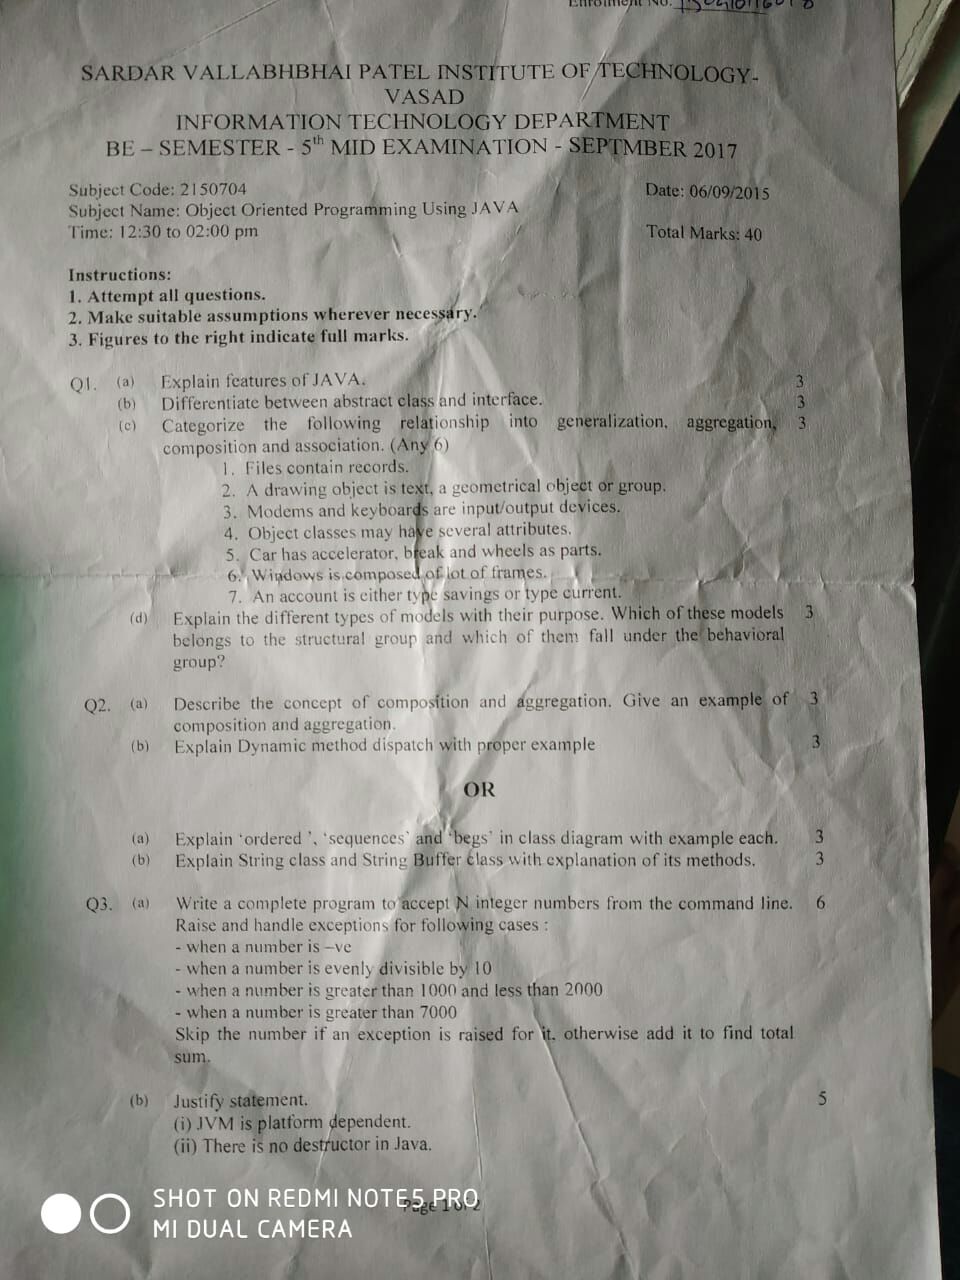 Enrolment No.
SARDAR VALLABHBHAI PATEL INSTITUTE OF TECHNOLOGY-
VASAD
INFORMATION TECHNOLOGY DEPARTMENT
BE – SEMESTER - 5th MID EXAMINATION - SEPTMBER 2017
Subject Code: 2150704 Date: 06/09/2015
Subject Name: Object Oriented Programming Using JAVA
Time: 12:30 to 02:00 pm Total Marks: 40
Instructions:
1. Attempt all questions.
2. Make suitable assumptions wherever necessary.
3. Figures to the right indicate full marks.
Q1. (a) Explain features of JAVA. 3
(b) Differentiate between abstract class and interface. 3
(c) Categorize the following relationship into generalization, aggregation, 3
composition and association. (Any 6)
1. Files contain records.
2. A drawing object is text, a geometrical object or group.
3. Modems and keyboards are input/output devices.
4. Object classes may have several attributes.
5. Car has accelerator, break and wheels as parts.
6. Windows is composed of lot of frames.
7. An account is either type savings or type current.
(d) Explain the different types of models with their purpose. Which of these models 3
belongs to the structural group and which of them fall under the behavioral
group?
Q2. (a) Describe the concept of composition and aggregation. Give an example of 3
composition and aggregation.
(b) Explain Dynamic method dispatch with proper example 3
OR
(a) Explain ‘ordered ’, ‘sequences’ and ‘begs’ in class diagram with example each. 3
(b) Explain String class and String Buffer class with explanation of its methods. 3
Q3. (a) Write a complete program to accept N integer numbers from the command line. 6
Raise and handle exceptions for following cases :
- when a number is –ve
- when a number is evenly divisible by 10
- when a number is greater than 1000 and less than 2000
- when a number is greater than 7000
Skip the number if an exception is raised for it, otherwise add it to find total
sum.
(b) Justify statement. 5
(i) JVM is platform dependent.
(ii) There is no destructor in Java.
Page 1 of 2
SHOT ON REDMI NOTE5 PRO
MI DUAL CAMERA